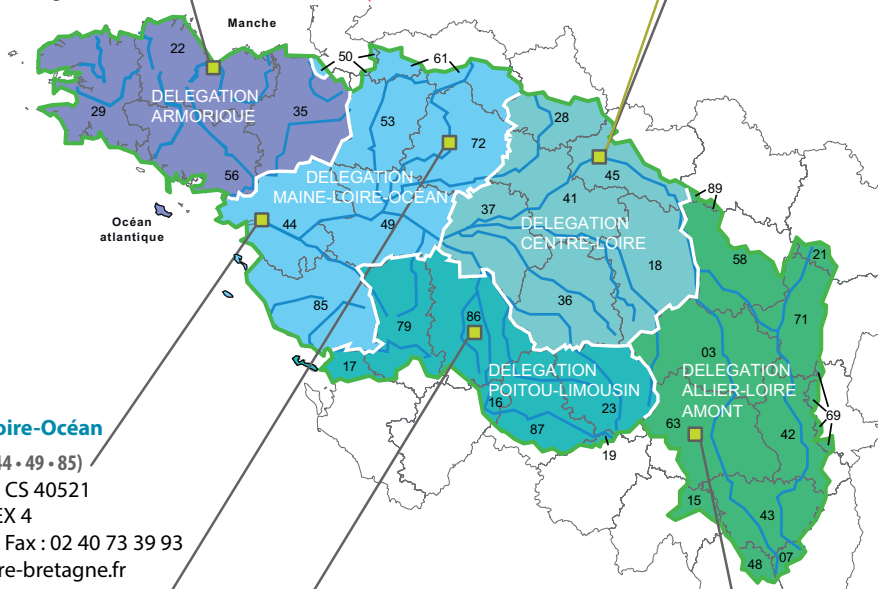 Manche
22
50
61
DELEGATION
ARMORIQUE
29
35
53
28
72
56
45
DELEGATION
MAINE-LOIRE-OCÉAN
89
41
37
Océan
atlantique
44
49
DELEGATION
CENTRE-LOIRE
58
21
18
36
85
79
86
71
03
17
DELEGATION
POITOU-LIMOUSIN
DELEGATION
ALLIER-LOIRE
AMONT
16
23
69
63
87
42
19
oire-Océan
44 • 49 • 85)
CS 40521
EX 4
Fax : 02 40 73 39 93
re-bretagne.fr
15
43
48
07